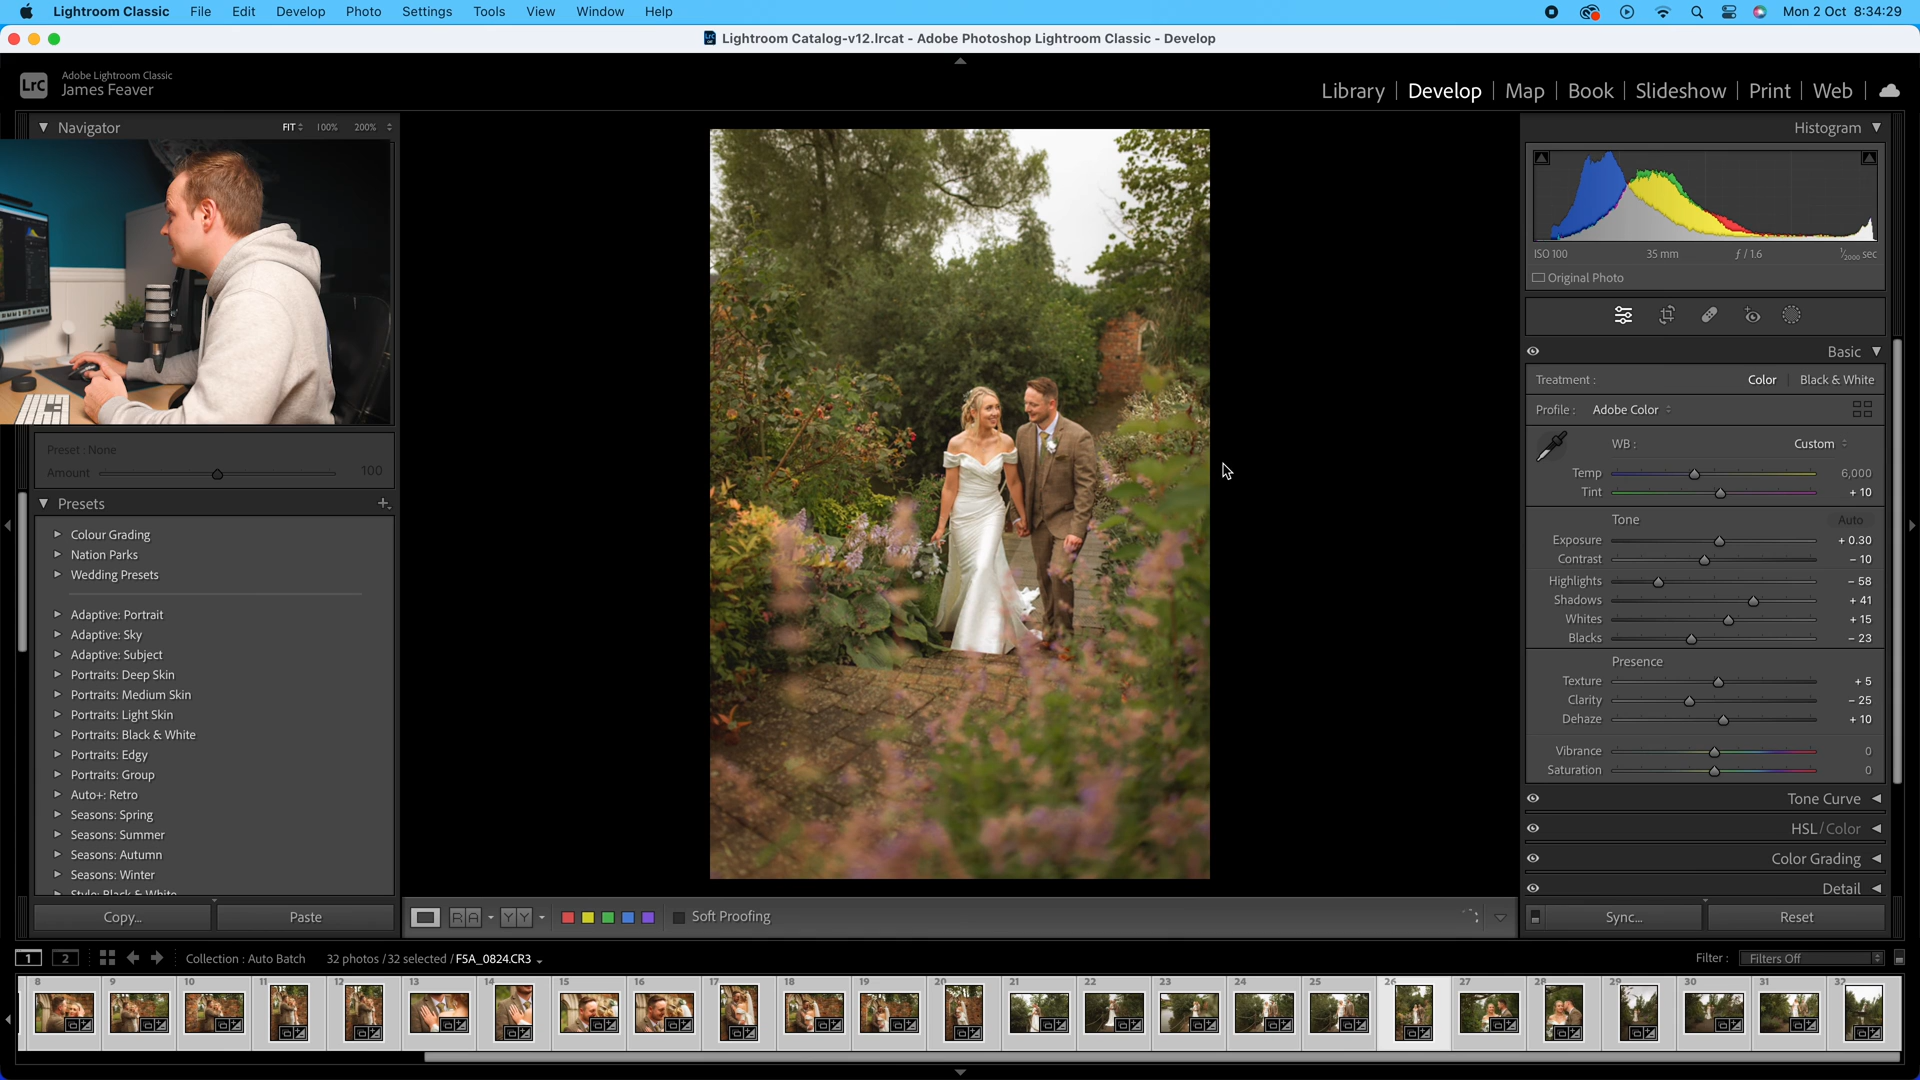 Lightroom Classic File Edit Develop Photo Settings Tools View Window Help Mon 2 Oct 8:34:29
Lightroom Catalog-v12.lrcat - Adobe Photoshop Lightroom Classic - Develop
LrC Adobe Lightroom Classic
James Feaver
Library | Develop | Map | Book | Slideshow | Print | Web
Navigator FIT 100% 200%
Histogram
ISO 100 35 mm ƒ / 1.6 1/2000 sec
Original Photo
Basic
Treatment : Color Black & White
Profile : Adobe Color
WB : Custom
Temp 6,000
Tint + 10
Tone Auto
Exposure + 0.30
Contrast – 10
Highlights – 58
Shadows + 41
Whites + 15
Blacks – 23
Presence
Texture + 5
Clarity – 25
Dehaze + 10
Vibrance 0
Saturation 0
Tone Curve
HSL / Color
Color Grading
Detail
Sync... Reset
Preset : None
Amount 100
Presets
Colour Grading
Nation Parks
Wedding Presets
Adaptive: Portrait
Adaptive: Sky
Adaptive: Subject
Portraits: Deep Skin
Portraits: Medium Skin
Portraits: Light Skin
Portraits: Black & White
Portraits: Edgy
Portraits: Group
Auto+: Retro
Seasons: Spring
Seasons: Summer
Seasons: Autumn
Seasons: Winter
Style: Black & White
Copy... Paste
R A Y Y Soft Proofing
1 2 Collection : Auto Batch 32 photos / 32 selected / F5A_0824.CR3 Filter : Filters Off
8 9 10 11 12 13 14 15 16 17 18 19 20 21 22 23 24 25 26 27 28 29 30 31 32